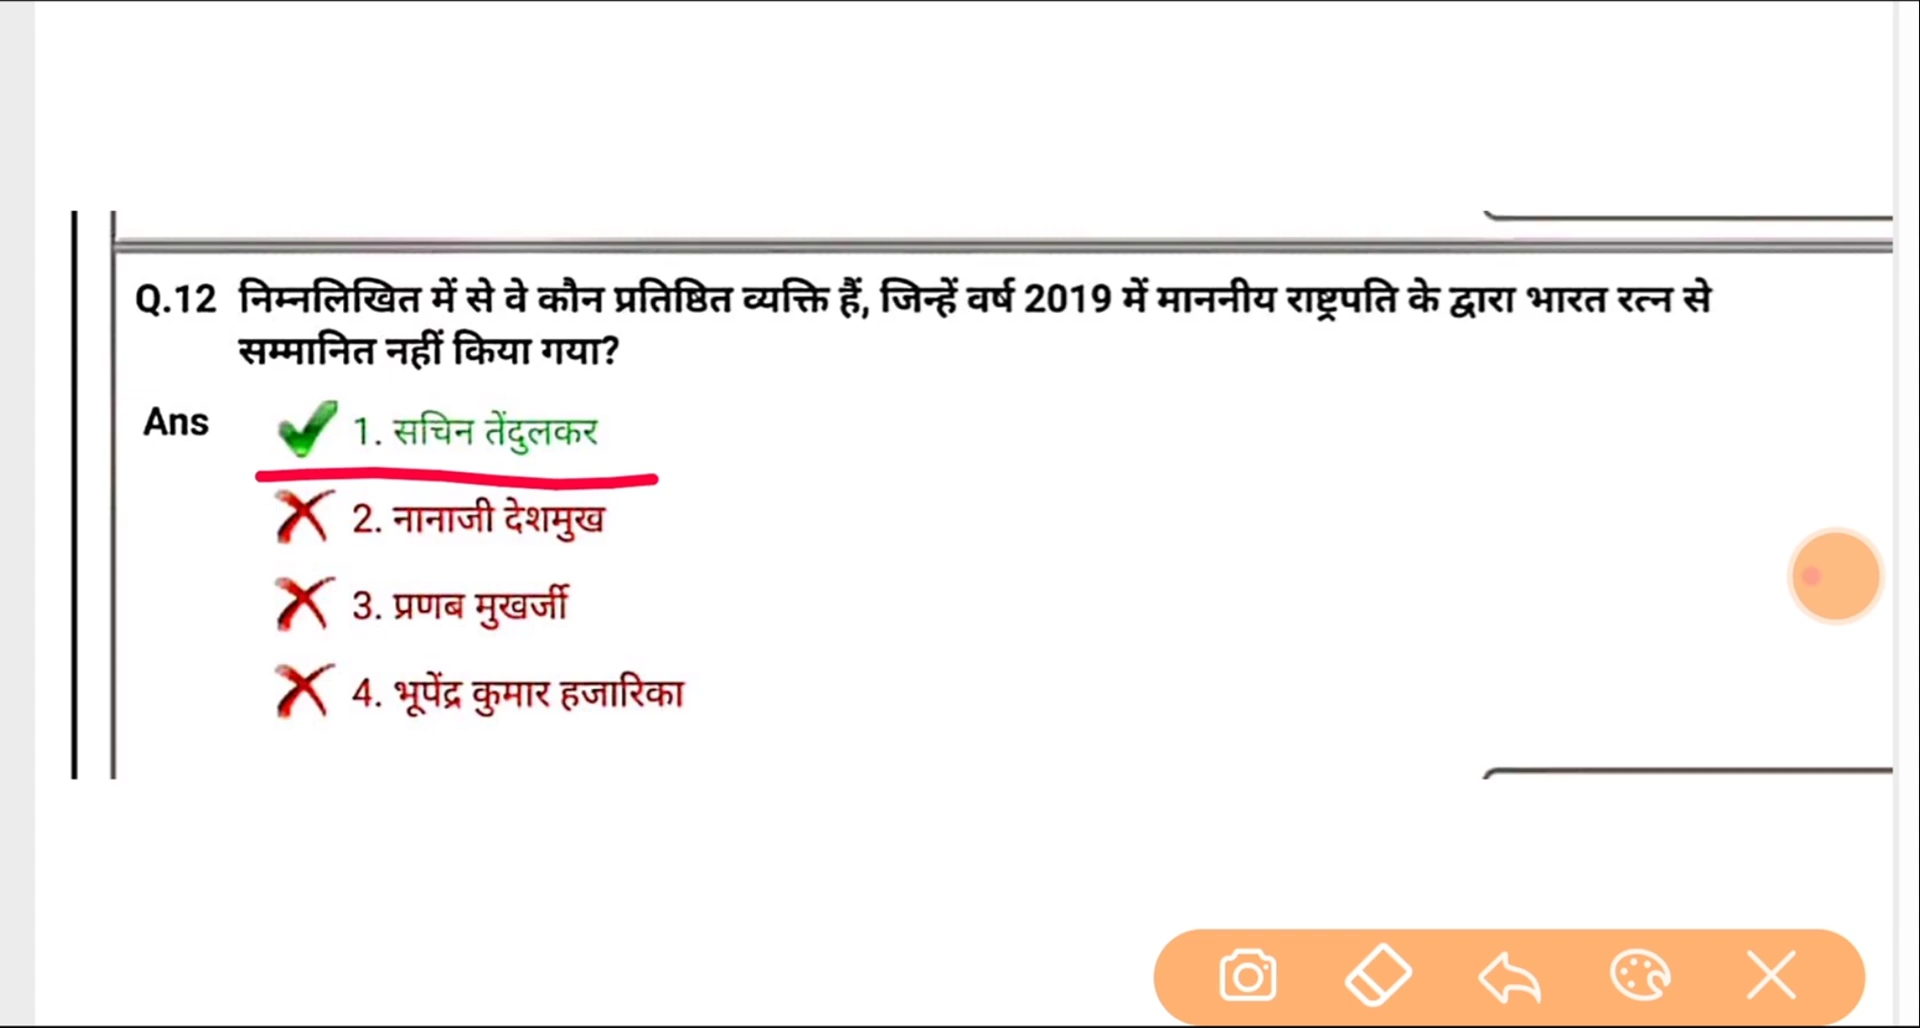 Q.12 निम्नलिखित में से वे कौन प्रतिष्ठित व्यक्ति हैं, जिन्हें वर्ष 2019 में माननीय राष्ट्रपति के द्वारा भारत रत्न से
सम्मानित नहीं किया गया?
Ans 1. सचिन तेंदुलकर
2. नानाजी देशमुख
3. प्रणब मुखर्जी
4. भूपेंद्र कुमार हजारिका